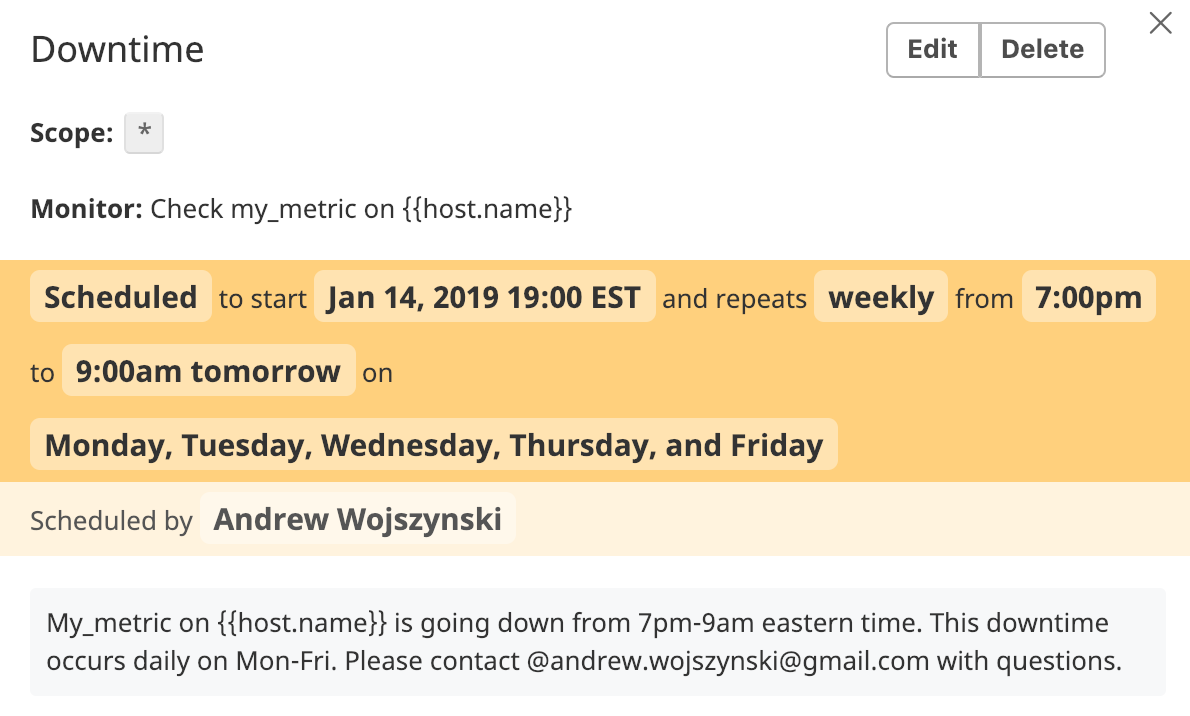 Downtime
Edit Delete
Scope: *
Monitor: Check my_metric on {{host.name}}
Scheduled to start Jan 14, 2019 19:00 EST and repeats weekly from 7:00pm
to 9:00am tomorrow on
Monday, Tuesday, Wednesday, Thursday, and Friday
Scheduled by Andrew Wojszynski
My_metric on {{host.name}} is going down from 7pm-9am eastern time. This downtime
occurs daily on Mon-Fri. Please contact @andrew.wojszynski@gmail.com with questions.